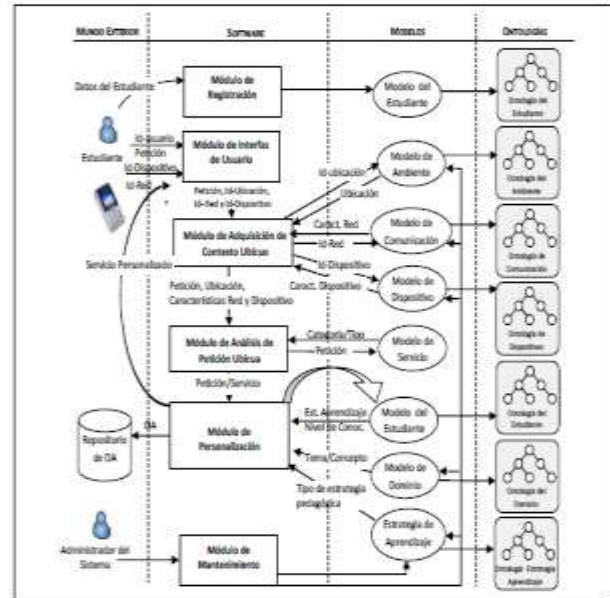 MUNDO EXTERIOR
SOFTWARE
MODELOS
ONTOLOGÍAS
Datos del Estudiante
Módulo de
Registración
Modelo del
Estudiante
Ontología del
Estudiante
Estudiante
Id-usuario
Petición
Id-Dispositivo
Id-Red
Módulo de Interfas
de Usuario
Petición, Id-Ubicación,
Id-Red y Id-Dispositivo
Id-ubicación
Ubicación
Modelo de
Ambiente
Ontología del
Ambiente
Módulo de Adquisición de
Contexto Ubicuo
Caract. Red
Id-Red
Modelo de
Comunicación
Ontología de
Comunicación
Servicio Personalizado
Petición, Ubicación,
Características Red y Dispositivo
Id-Dispositivo
Caract. Dispositivo
Modelo de
Dispositivo
Ontología de
Dispositivos
Módulo de Análisis de
Petición Ubicua
Categoría/Tipo
Petición
Modelo de
Servicio
Petición/Servicio
Módulo de
Personalización
OA
Repositorio
de OA
Est. Aprendizaje
Nivel de Conoc.
Modelo del
Estudiante
Ontología del
Estudiante
Tema/Concepto
Modelo de
Dominio
Ontología del
Tipo de estrategia
pedagógica
Estrategia de
Aprendizaje
Ontología Estrategia
Aprendizaje
Administrador del
Sistema
Módulo de
Mantenimiento